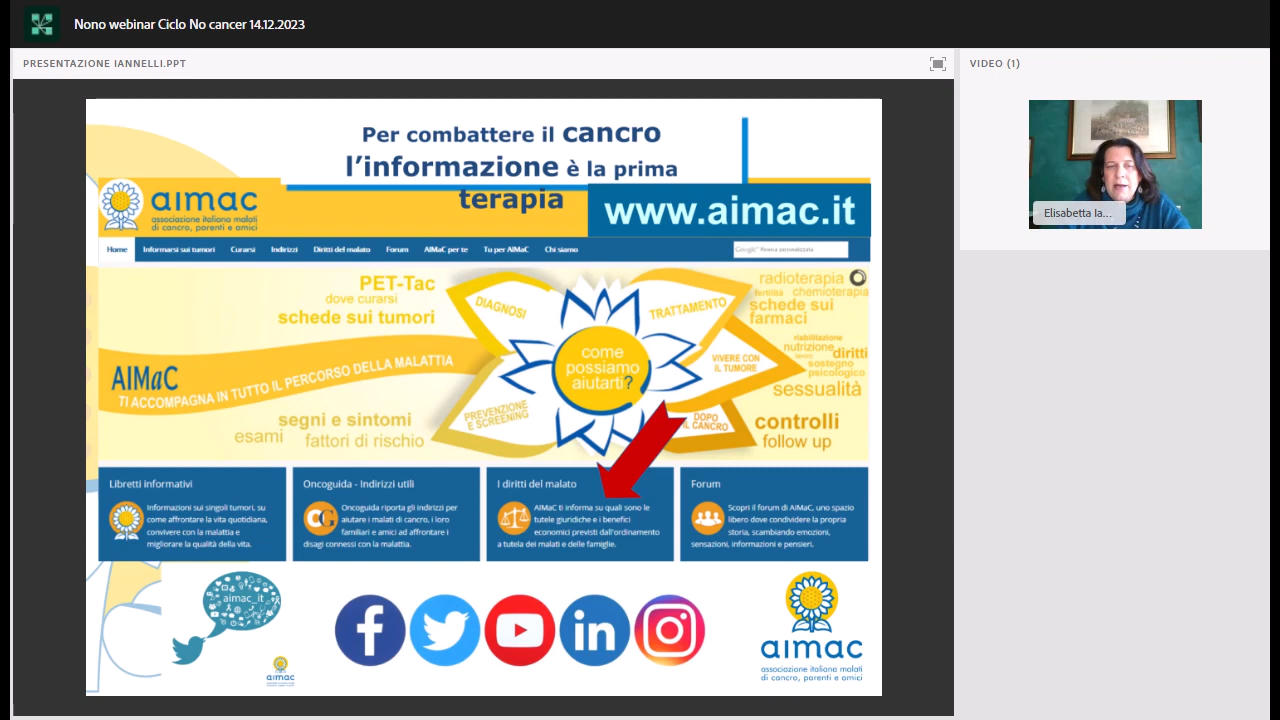 Nono webinar Ciclo No cancer 14.12.2023
PRESENTAZIONE IANNELLI.PPT
VIDEO (1)
Elisabetta Ia...
Per combattere il cancro
l’informazione è la prima
terapia
aimac
associazione italiana malati
di cancro, parenti e amici
www.aimac.it
Home Informarsi sui tumori Curarsi Indirizzi Diritti del malato Forum AIMaC per te Tu per AIMaC Chi siamo
Google™ Ricerca personalizzata
PET-Tac
dove curarsi
schede sui tumori
AIMaC
TI ACCOMPAGNA IN TUTTO IL PERCORSO DELLA MALATTIA
segni e sintomi
esami fattori di rischio
DIAGNOSI
TRATTAMENTO
come
possiamo
aiutarti?
VIVERE CON
IL TUMORE
PREVENZIONE
E SCREENING
DOPO
IL CANCRO
radioterapia
fertilità chemioterapia
schede sui
farmaci
riabilitazione
nutrizione
diritti
sostegno
psicologico
sessualità
controlli
follow up
Libretti informativi
Informazioni sui singoli tumori, su
come affrontare la vita quotidiana,
convivere con la malattia e
migliorare la qualità della vita.
Oncoguida - Indirizzi utili
Oncoguida riporta gli indirizzi per
aiutare i malati di cancro, i loro
familiari e amici ad affrontare i
disagi connessi con la malattia.
I diritti del malato
AIMaC ti informa su quali sono le
tutele giuridiche e i benefici
economici previsti dall'ordinamento
a tutela dei malati e delle famiglie.
Forum
Scopri il forum di AIMaC, uno spazio
libero dove condividere la propria
storia, scambiando emozioni,
sensazioni, informazioni e pensieri.
aimac_it
aimac
aimac
associazione italiana malati
di cancro, parenti e amici